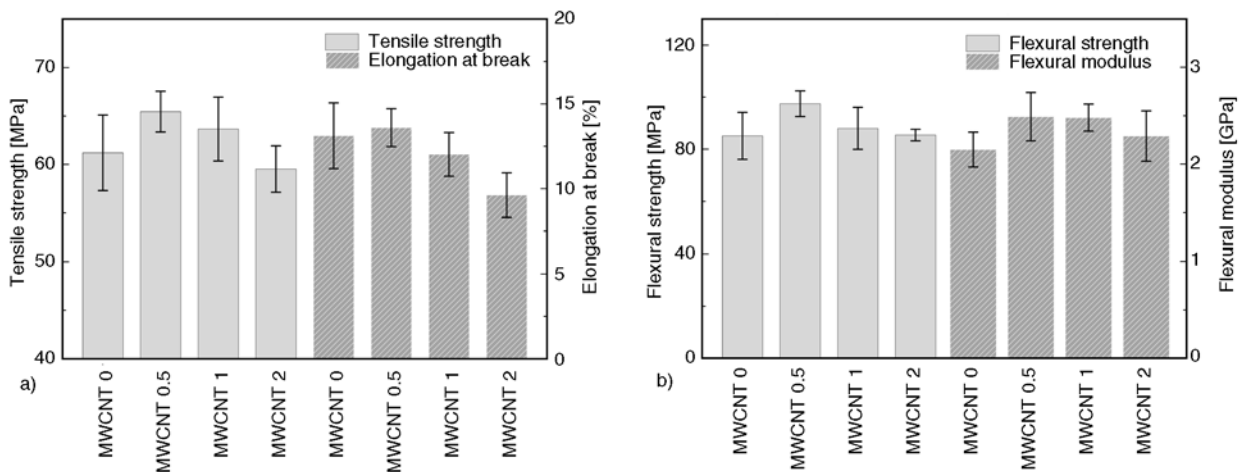 Tensile strength
Elongation at break
Tensile strength [MPa]
70
60
50
40
20
15
10
5
0
Elongation at break [%]
MWCNT 0
MWCNT 0.5
MWCNT 1
MWCNT 2
MWCNT 0
MWCNT 0.5
MWCNT 1
MWCNT 2
a)
Flexural strength
Flexural modulus
Flexural strength [MPa]
120
80
40
0
3
2
1
0
Flexural modulus [GPa]
MWCNT 0
MWCNT 0.5
MWCNT 1
MWCNT 2
MWCNT 0
MWCNT 0.5
MWCNT 1
MWCNT 2
b)